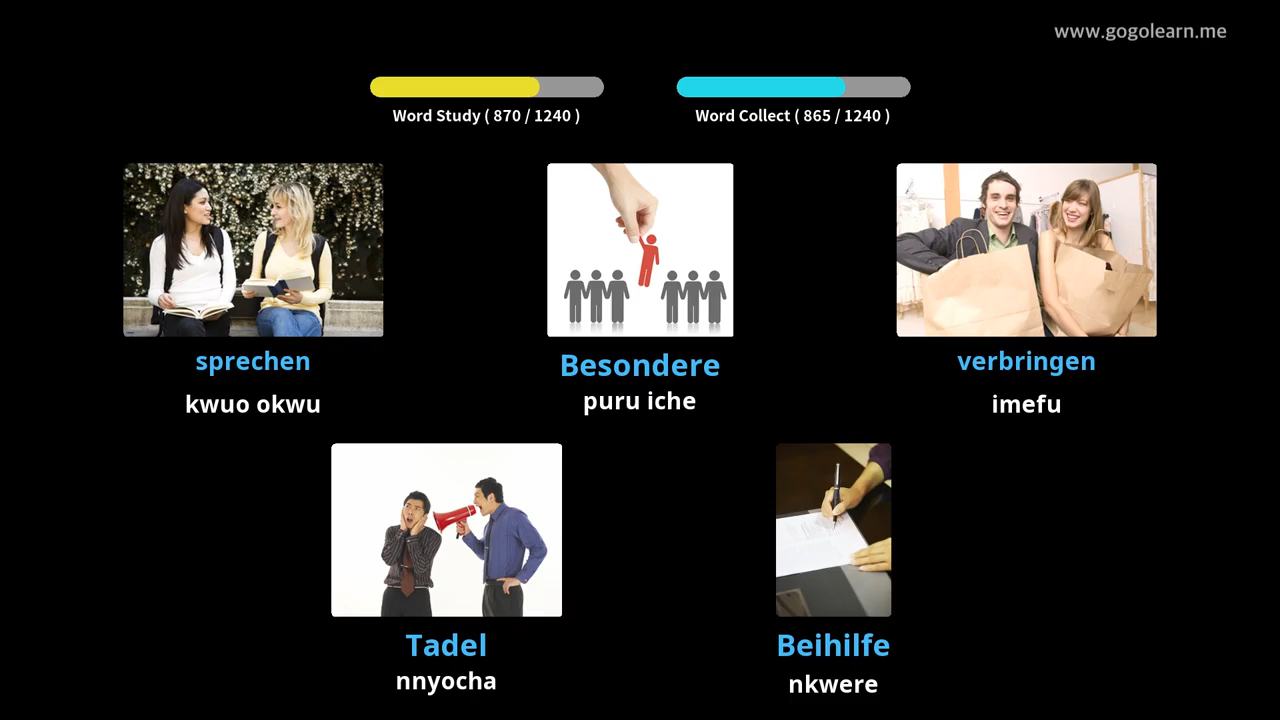 www.gogolearn.me
Word Study ( 870 / 1240 )
Word Collect ( 865 / 1240 )
sprechen
kwuo okwu
Besondere
puru iche
verbringen
imefu
Tadel
nnyocha
Beihilfe
nkwere